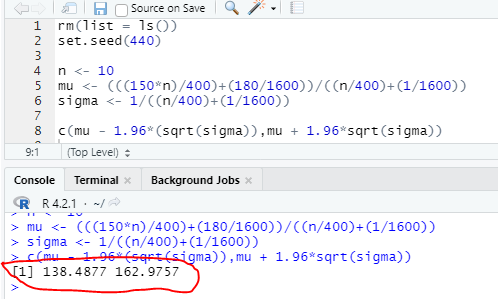 Source on Save
1 rm(list = ls())
2 set.seed(440)
3
4 n <- 10
5 mu <- (((150*n)/400)+(180/1600))/((n/400)+(1/1600))
6 sigma <- 1/((n/400)+(1/1600))
7
8 c(mu - 1.96*(sqrt(sigma)),mu + 1.96*sqrt(sigma))
9:1 (Top Level)
Console Terminal × Background Jobs ×
R R 4.2.1 · ~/
> n <- 10
> mu <- (((150*n)/400)+(180/1600))/((n/400)+(1/1600))
> sigma <- 1/((n/400)+(1/1600))
> c(mu - 1.96*(sqrt(sigma)),mu + 1.96*sqrt(sigma))
[1] 138.4877 162.9757
>